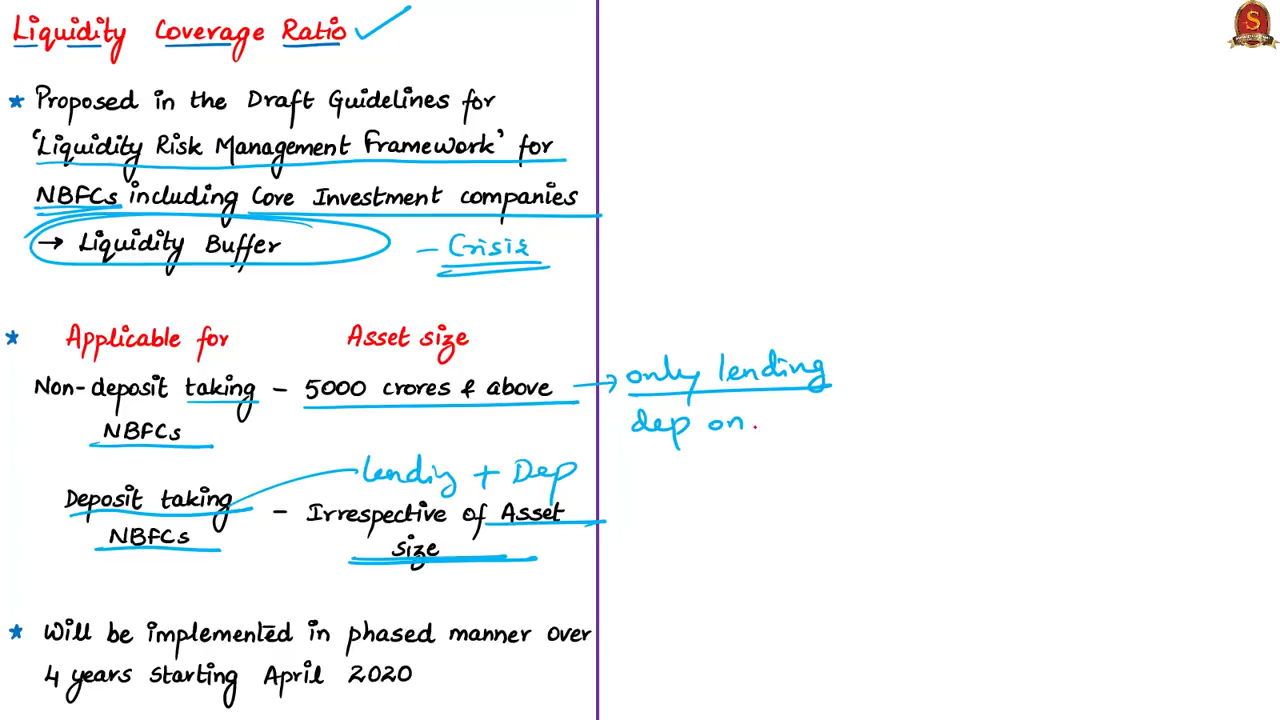 Liquidity Coverage Ratio
★ Proposed in the Draft Guidelines for
'Liquidity Risk Management Framework' for
NBFCs including Core Investment companies
→ Liquidity Buffer – Crisis
★ Applicable for Asset size
Non-deposit taking – 5000 crores & above → only lending
NBFCs dep on
lending + Dep
Deposit taking – Irrespective of Asset
NBFCs size
★ Will be implemented in phased manner over
4 years starting April 2020
S